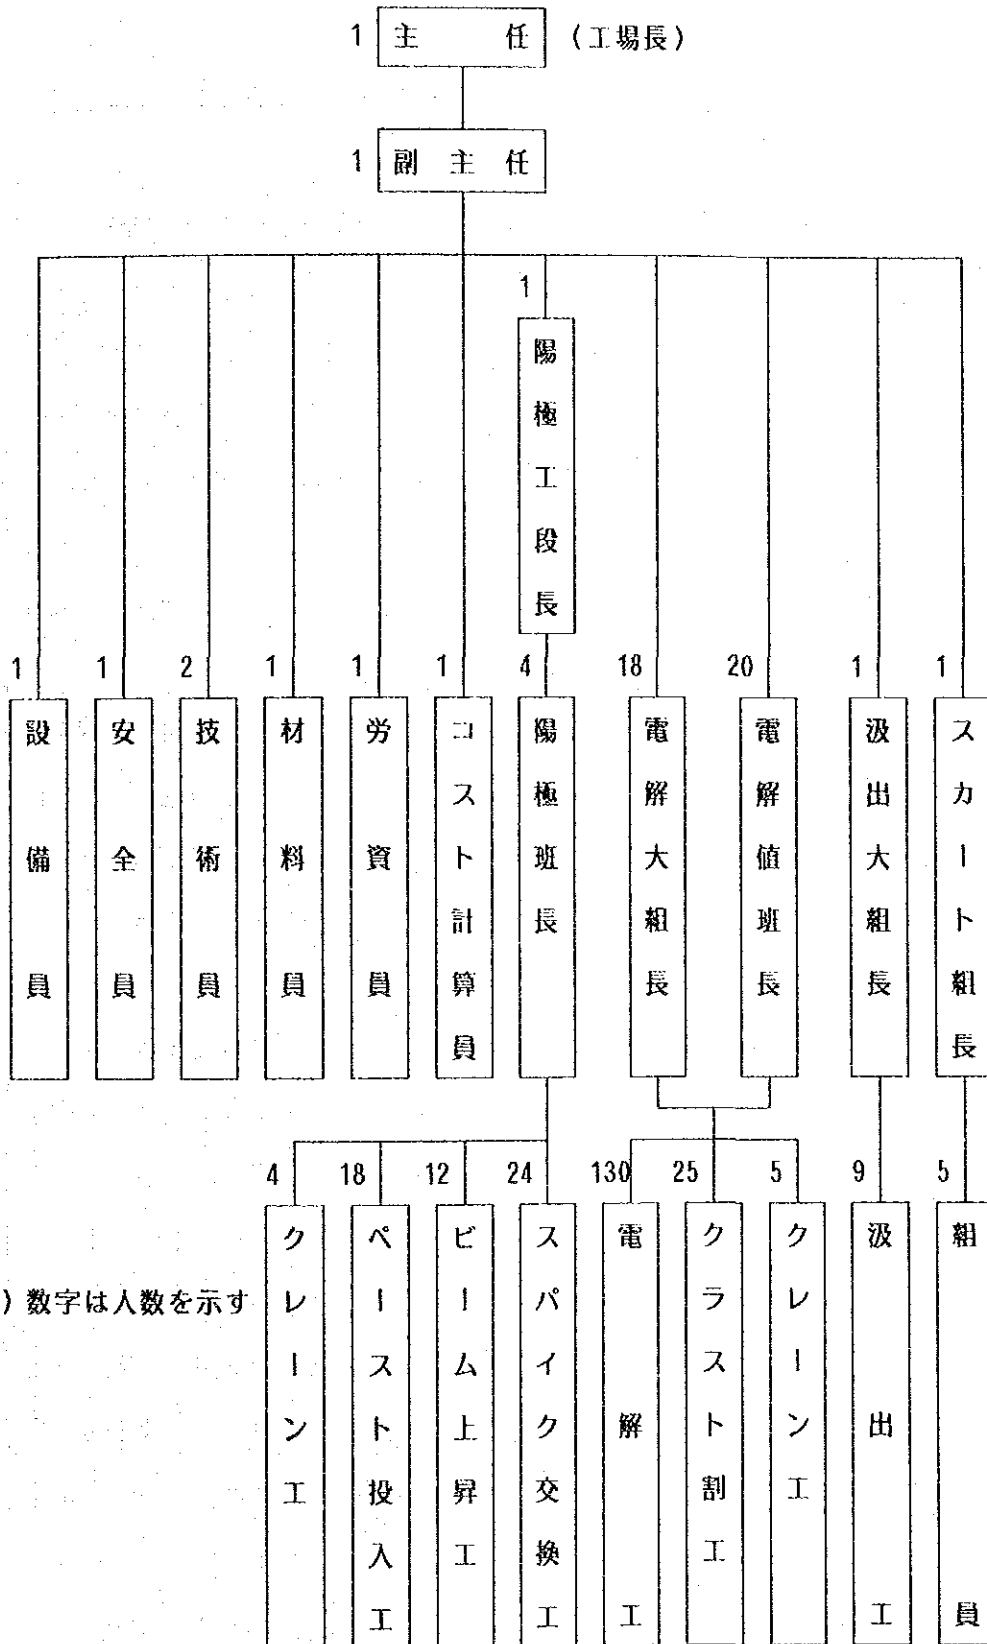 1 主任 (工場長)
1 副主任
1 陽極工段長
1 設備員
1 安全員
2 技術員
1 材料員
1 労資員
1 コスト計算員
4 陽極班長
18 電解大組長
20 電解値班長
1 汲出大組長
1 スカート組長
4 クレーン工
18 ペースト投入工
12 ビーム上昇工
24 スパイク交換工
130 電解工
25 クラスト割工
5 クレーン工
9 汲出工
5 組員
) 数字は人数を示す